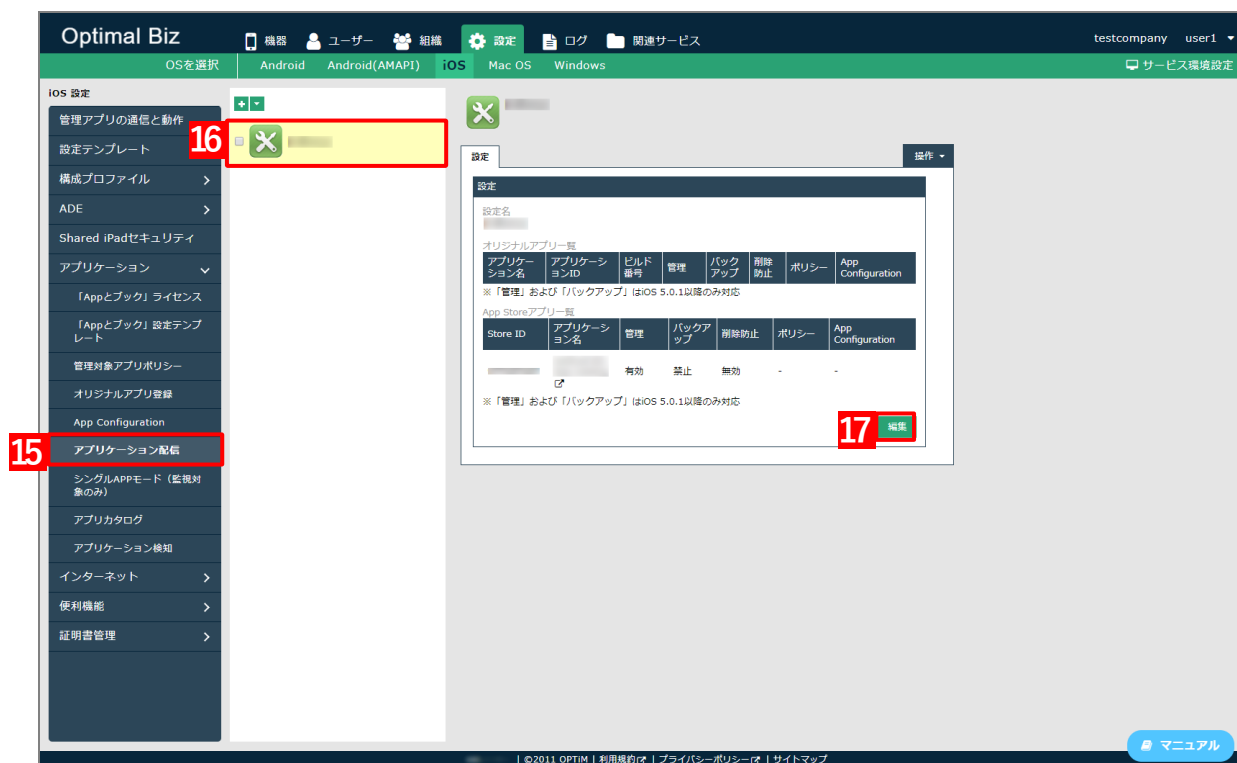 Optimal Biz
機器 ユーザー 組織 設定 ログ 関連サービス
testcompany user1
OSを選択 Android Android(AMAPI) iOS Mac OS Windows
サービス環境設定
iOS 設定
管理アプリの通信と動作
設定テンプレート
構成プロファイル
ADE
Shared iPadセキュリティ
アプリケーション
「Appとブック」ライセンス
「Appとブック」設定テンプ
レート
管理対象アプリポリシー
オリジナルアプリ登録
App Configuration
15
アプリケーション配信
シングルAPPモード（監視対
象のみ）
アプリカタログ
アプリケーション検知
インターネット
便利機能
証明書管理
16
設定
操作
設定
設定名
オリジナルアプリ一覧
アプリケー
ション名
アプリケーシ
ョンID
ビルド
番号
管理
バック
アップ
削除
防止
ポリシー
App
Configuration
※「管理」および「バックアップ」はiOS 5.0.1以降のみ対応
App Storeアプリ一覧
Store ID
アプリケーシ
ョン名
管理
バックア
ップ
削除防止
ポリシー
App
Configuration
有効 禁止 無効 - -
※「管理」および「バックアップ」はiOS 5.0.1以降のみ対応
17
編集
マニュアル
| ©2011 OPTiM | 利用規約 | プライバシーポリシー | サイトマップ